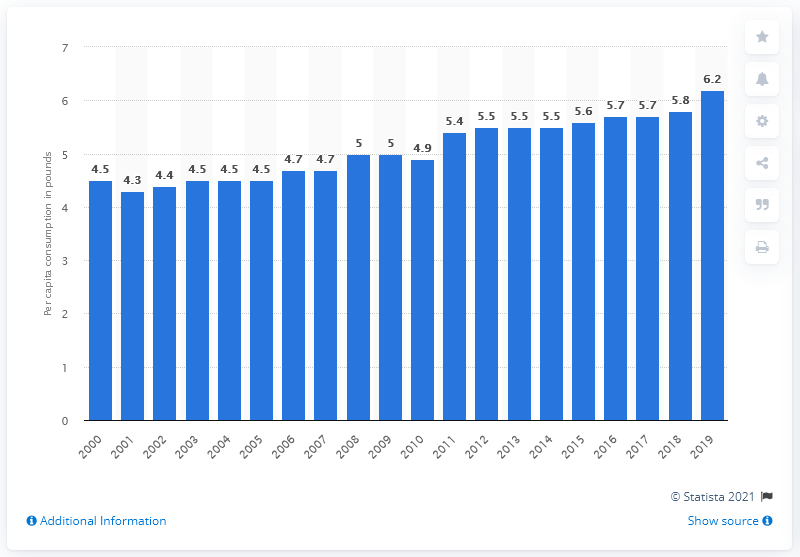 7
6
5
4
3
2
1
0
Per capita consumption in pounds
4.5 4.3 4.4 4.5 4.5 4.5 4.7 4.7 5 5 4.9 5.4 5.5 5.5 5.5 5.6 5.7 5.7 5.8 6.2
2000 2001 2002 2003 2004 2005 2006 2007 2008 2009 2010 2011 2012 2013 2014 2015 2016 2017 2018 2019
© Statista 2021
Additional Information
Show source